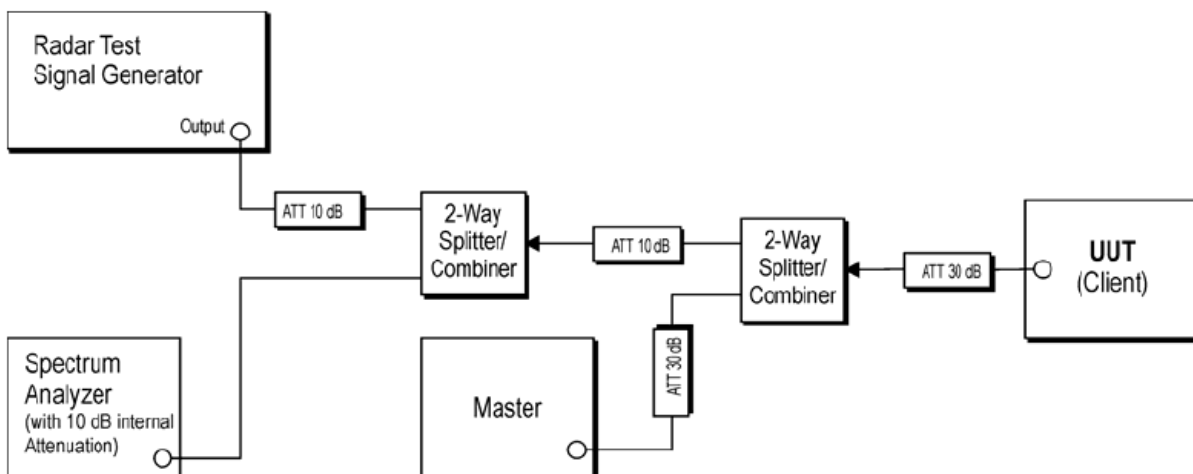 Radar Test
Signal Generator
Output
ATT 10 dB
2-Way
Splitter/
Combiner
ATT 10 dB
2-Way
Splitter/
Combiner
ATT 30 dB
UUT
(Client)
Spectrum
Analyzer
(with 10 dB internal
Attenuation)
Master
ATT 30 dB